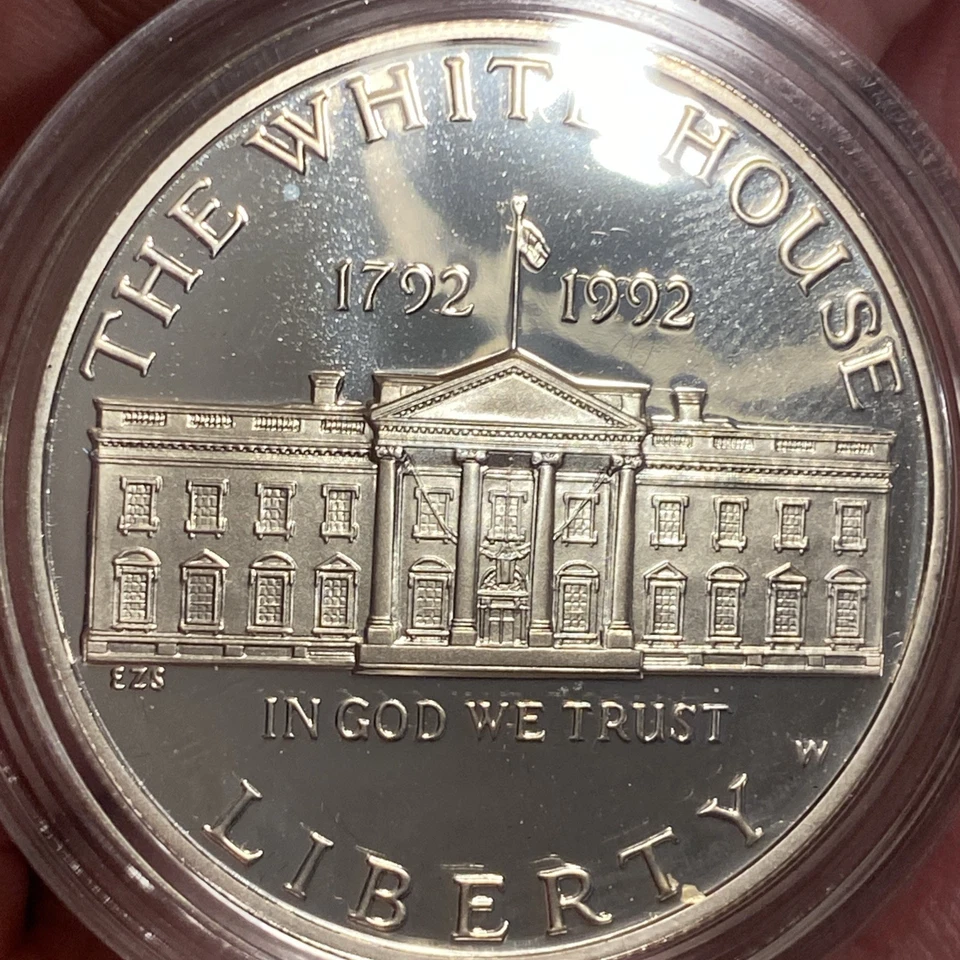 THE WHITE HOUSE
1792 1992
EZS
IN GOD WE TRUST
W
LIBERTY